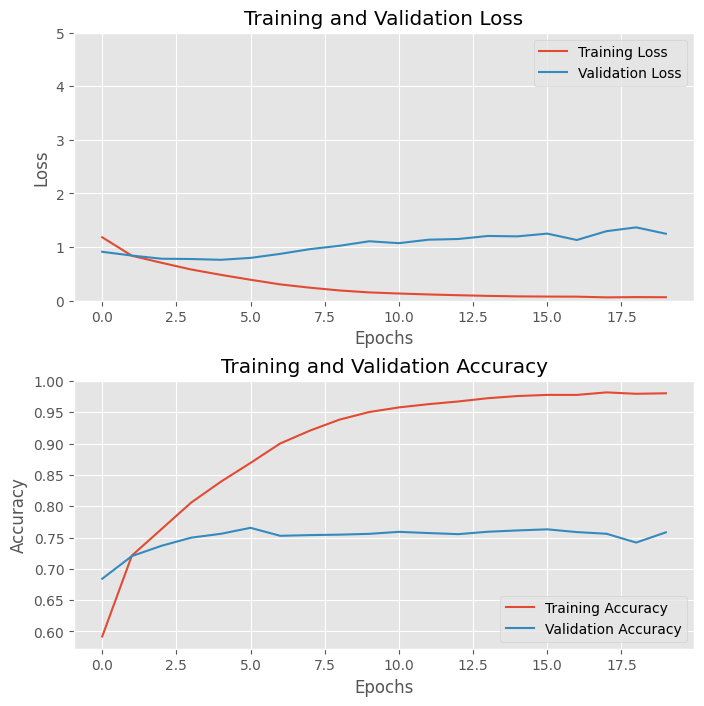 Training and Validation Loss
5
4
3
2
1
0
Loss
Training Loss
Validation Loss
0.0 2.5 5.0 7.5 10.0 12.5 15.0 17.5
Epochs
Training and Validation Accuracy
1.00
0.95
0.90
0.85
0.80
0.75
0.70
0.65
0.60
Accuracy
Training Accuracy
Validation Accuracy
0.0 2.5 5.0 7.5 10.0 12.5 15.0 17.5
Epochs